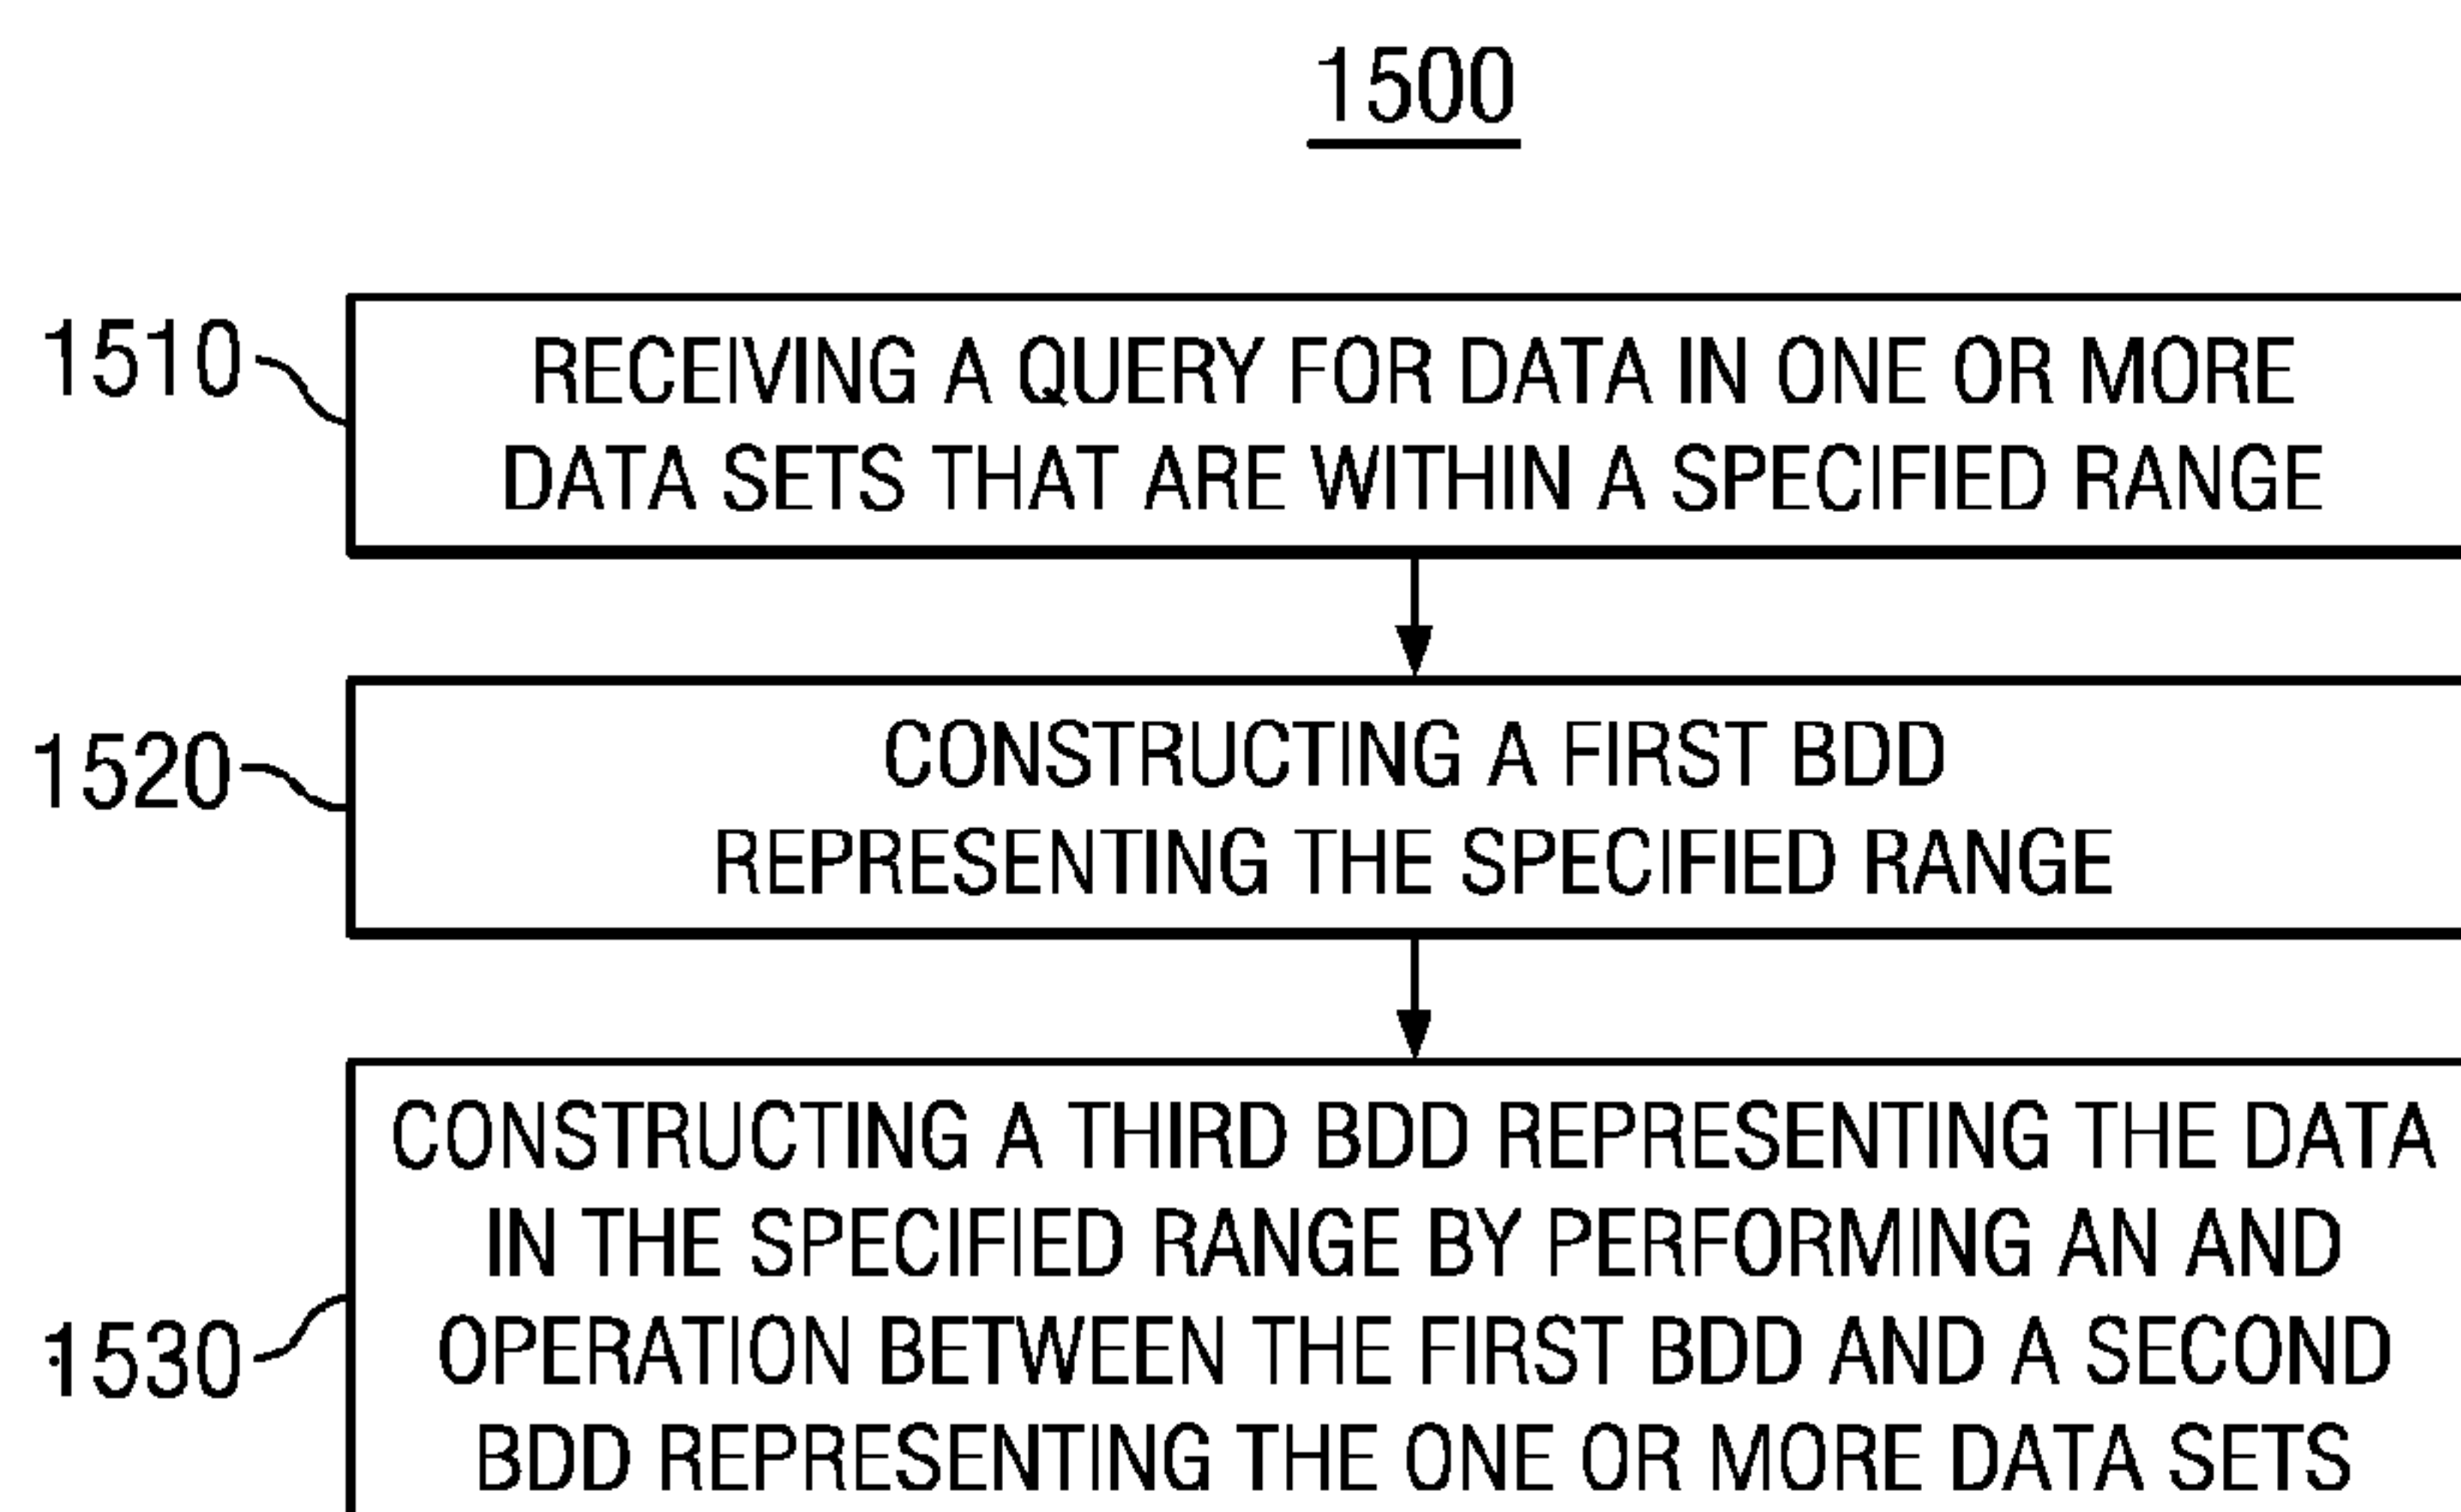 1500
1510
RECEIVING A QUERY FOR DATA IN ONE OR MORE
DATA SETS THAT ARE WITHIN A SPECIFIED RANGE
1520
CONSTRUCTING A FIRST BDD
REPRESENTING THE SPECIFIED RANGE
1530
CONSTRUCTING A THIRD BDD REPRESENTING THE DATA
IN THE SPECIFIED RANGE BY PERFORMING AN AND
OPERATION BETWEEN THE FIRST BDD AND A SECOND
BDD REPRESENTING THE ONE OR MORE DATA SETS